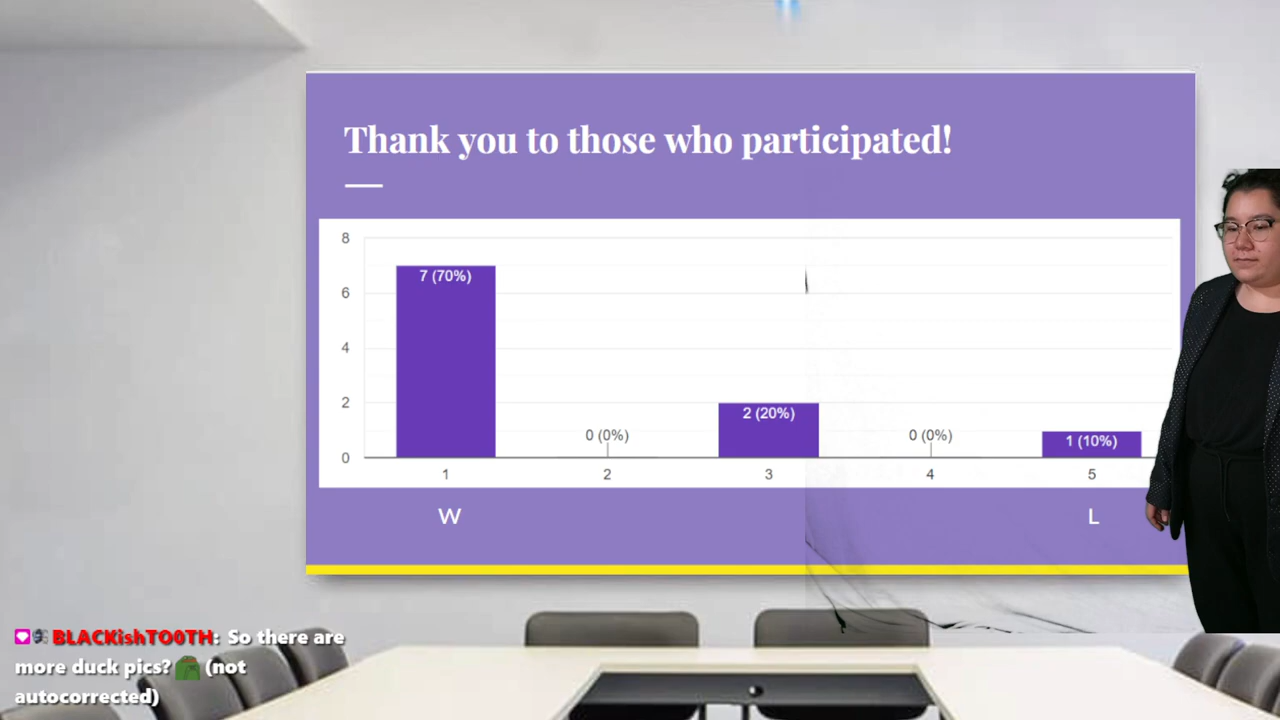 Thank you to those who participated!
8
6
4
2
0
7 (70%)
0 (0%)
2 (20%)
0 (0%)
1 (10%)
1 2 3 4 5
W L
BLACKishTO0TH: So there are
more duck pics? (not
autocorrected)